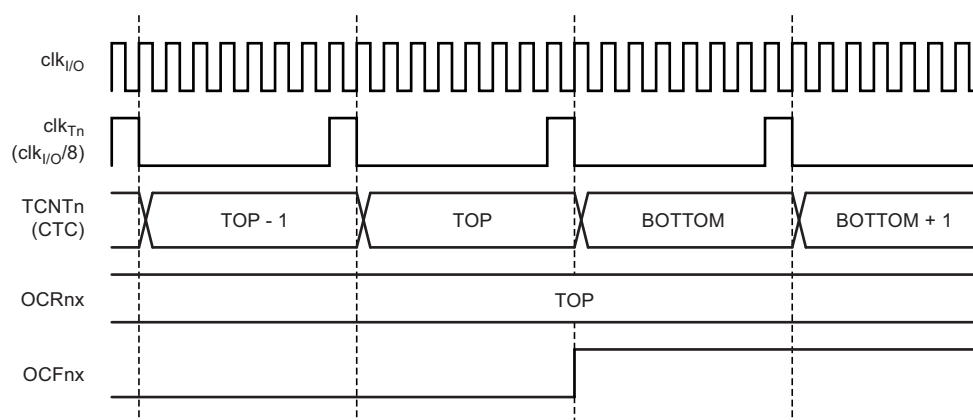 clkI/O
clkTn
(clkI/O/8)
TCNTn
(CTC)
TOP - 1
TOP
BOTTOM
BOTTOM + 1
OCRnx
TOP
OCFnx